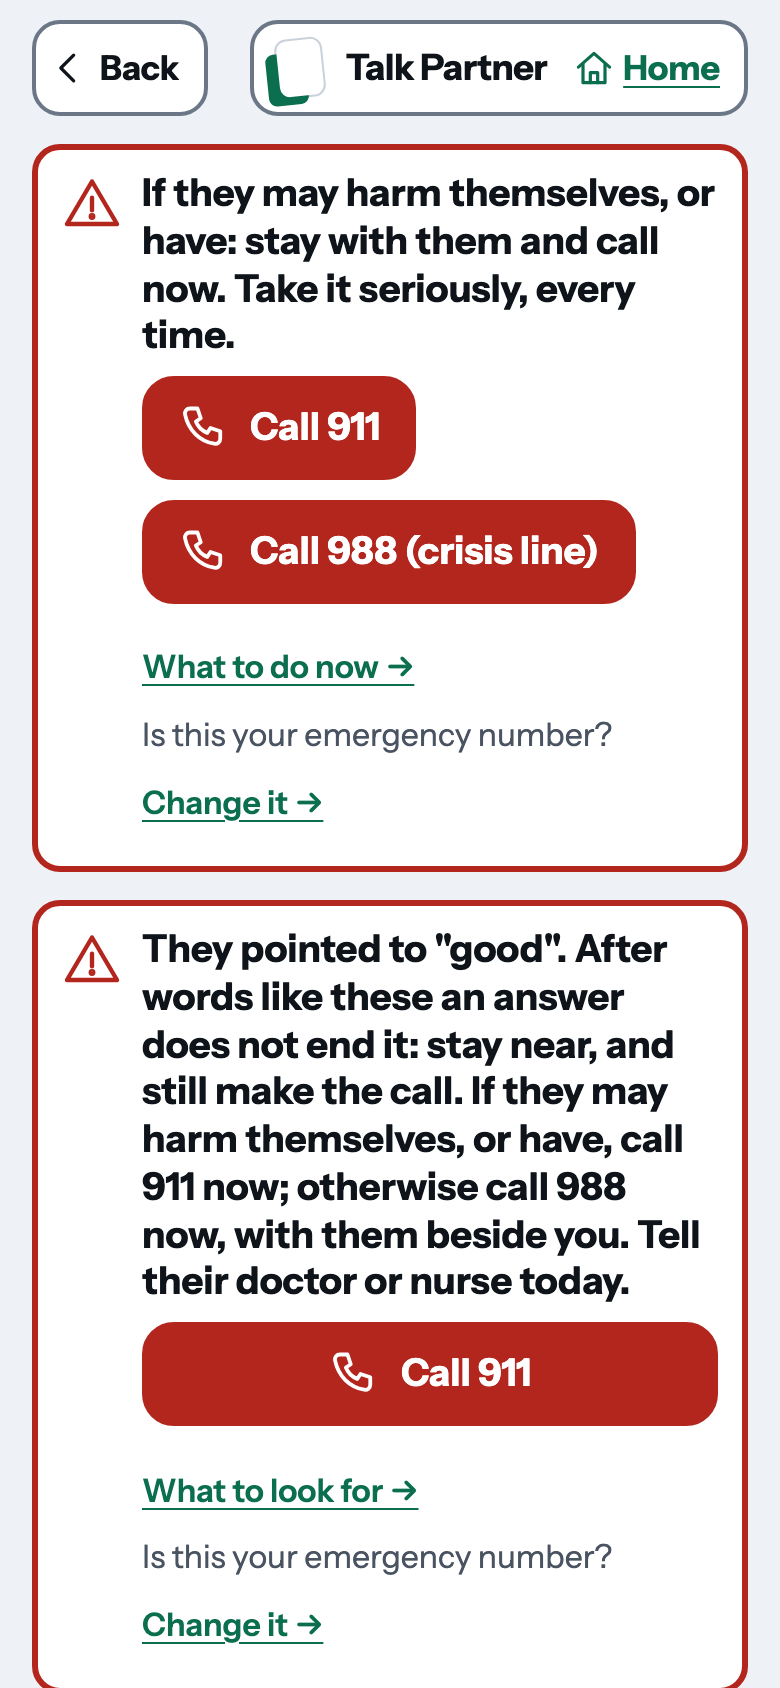 Back
Talk Partner
Home
If they may harm themselves, or
have: stay with them and call
now. Take it seriously, every
time.
Call 911
Call 988 (crisis line)
What to do now →
Is this your emergency number?
Change it →
They pointed to "good". After
words like these an answer
does not end it: stay near, and
still make the call. If they may
harm themselves, or have, call
911 now; otherwise call 988
now, with them beside you. Tell
their doctor or nurse today.
Call 911
What to look for →
Is this your emergency number?
Change it →